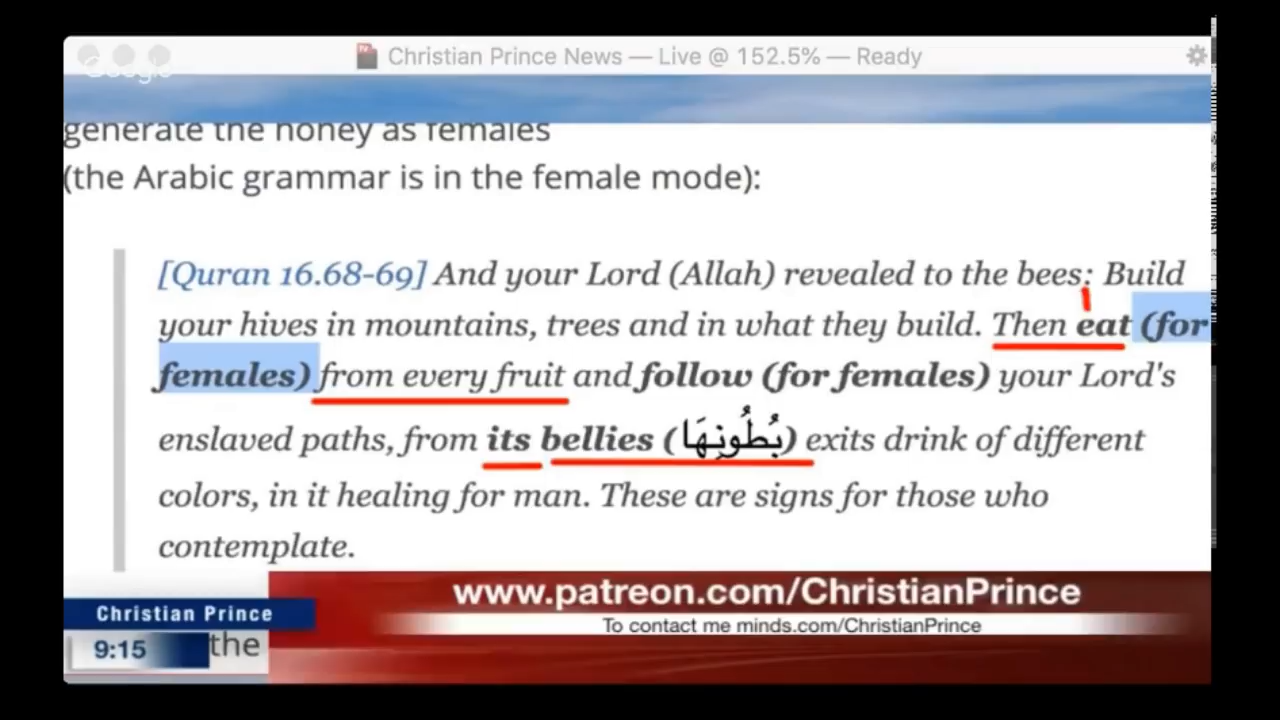 Christian Prince News — Live @ 152.5% — Ready
Google
generate the honey as females
(the Arabic grammar is in the female mode):
[Quran 16.68-69] And your Lord (Allah) revealed to the bees: Build
your hives in mountains, trees and in what they build. Then eat (for
females) from every fruit and follow (for females) your Lord's
enslaved paths, from its bellies (بُطُونِهَا) exits drink of different
colors, in it healing for man. These are signs for those who
contemplate.
www.patreon.com/ChristianPrince
Christian Prince
To contact me minds.com/ChristianPrince
9:15
the